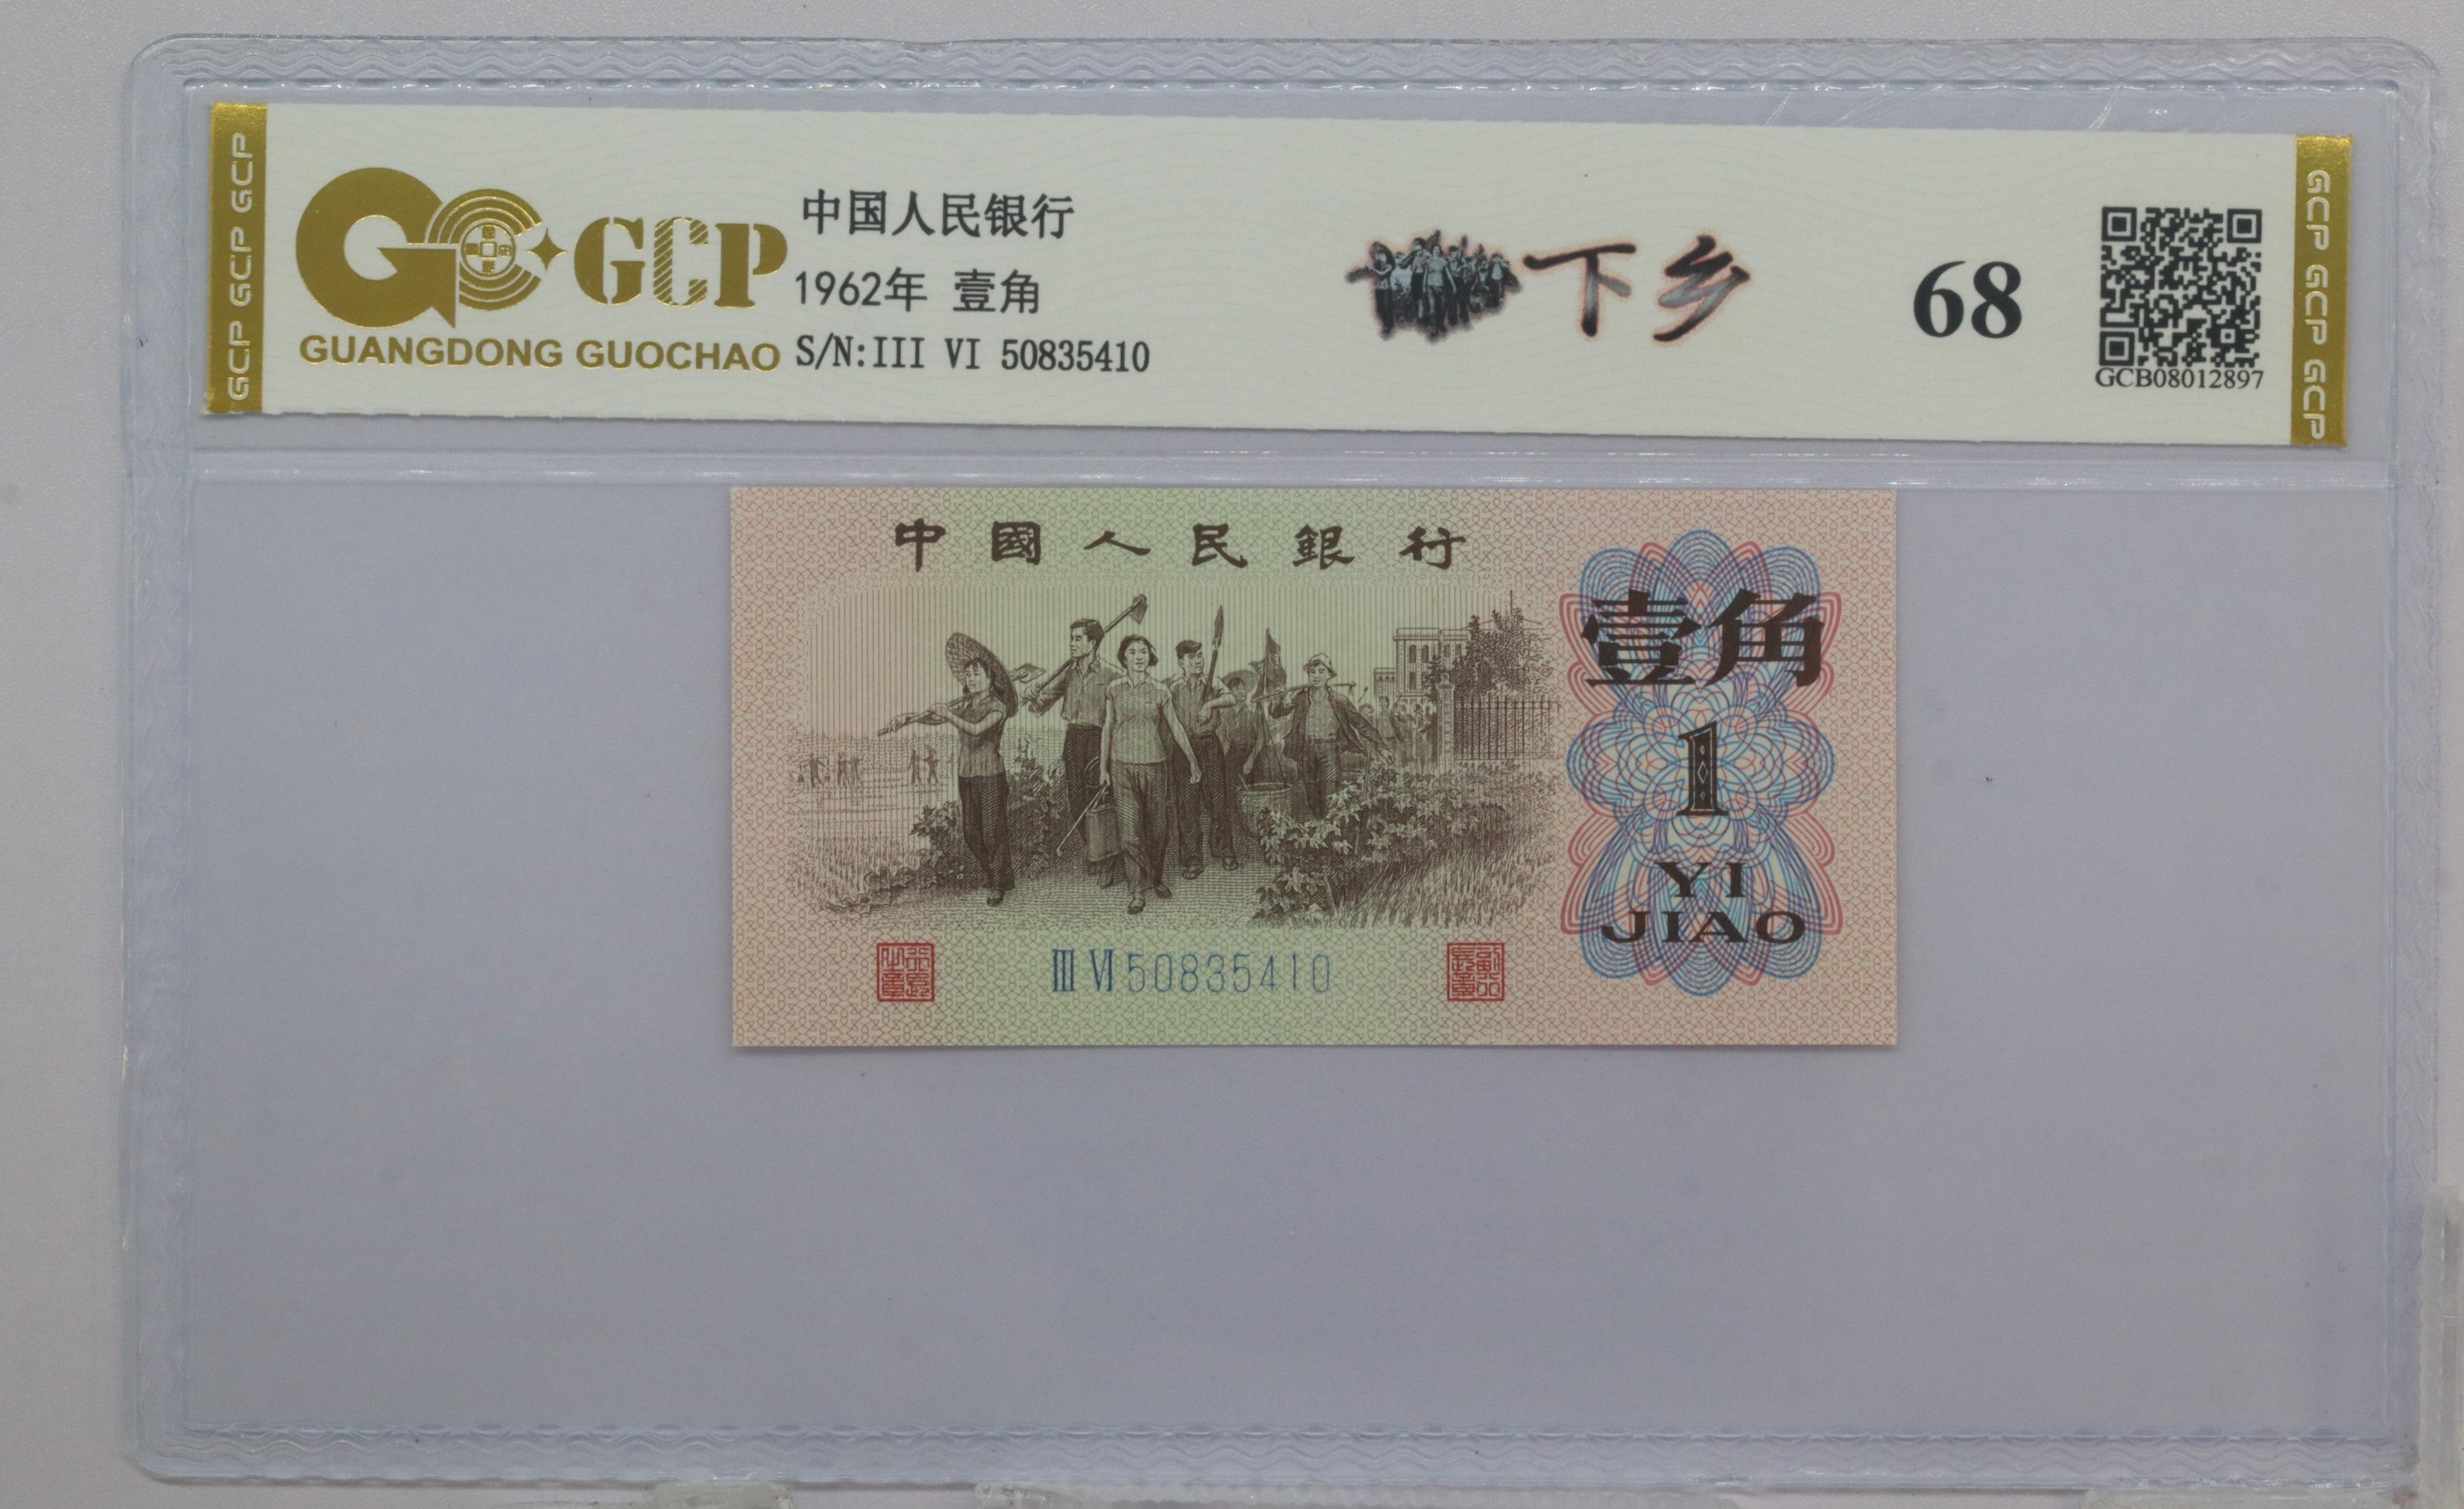 GCP GCP GCP
GCP
GUANGDONG GUOCHAO
中国人民银行
1962年 壹角
S/N:III VI 50835410
下乡
68
GCB08012897
GCP GCP GCP
中國人民銀行
壹角
1
YI
JIAO
III VI 50835410